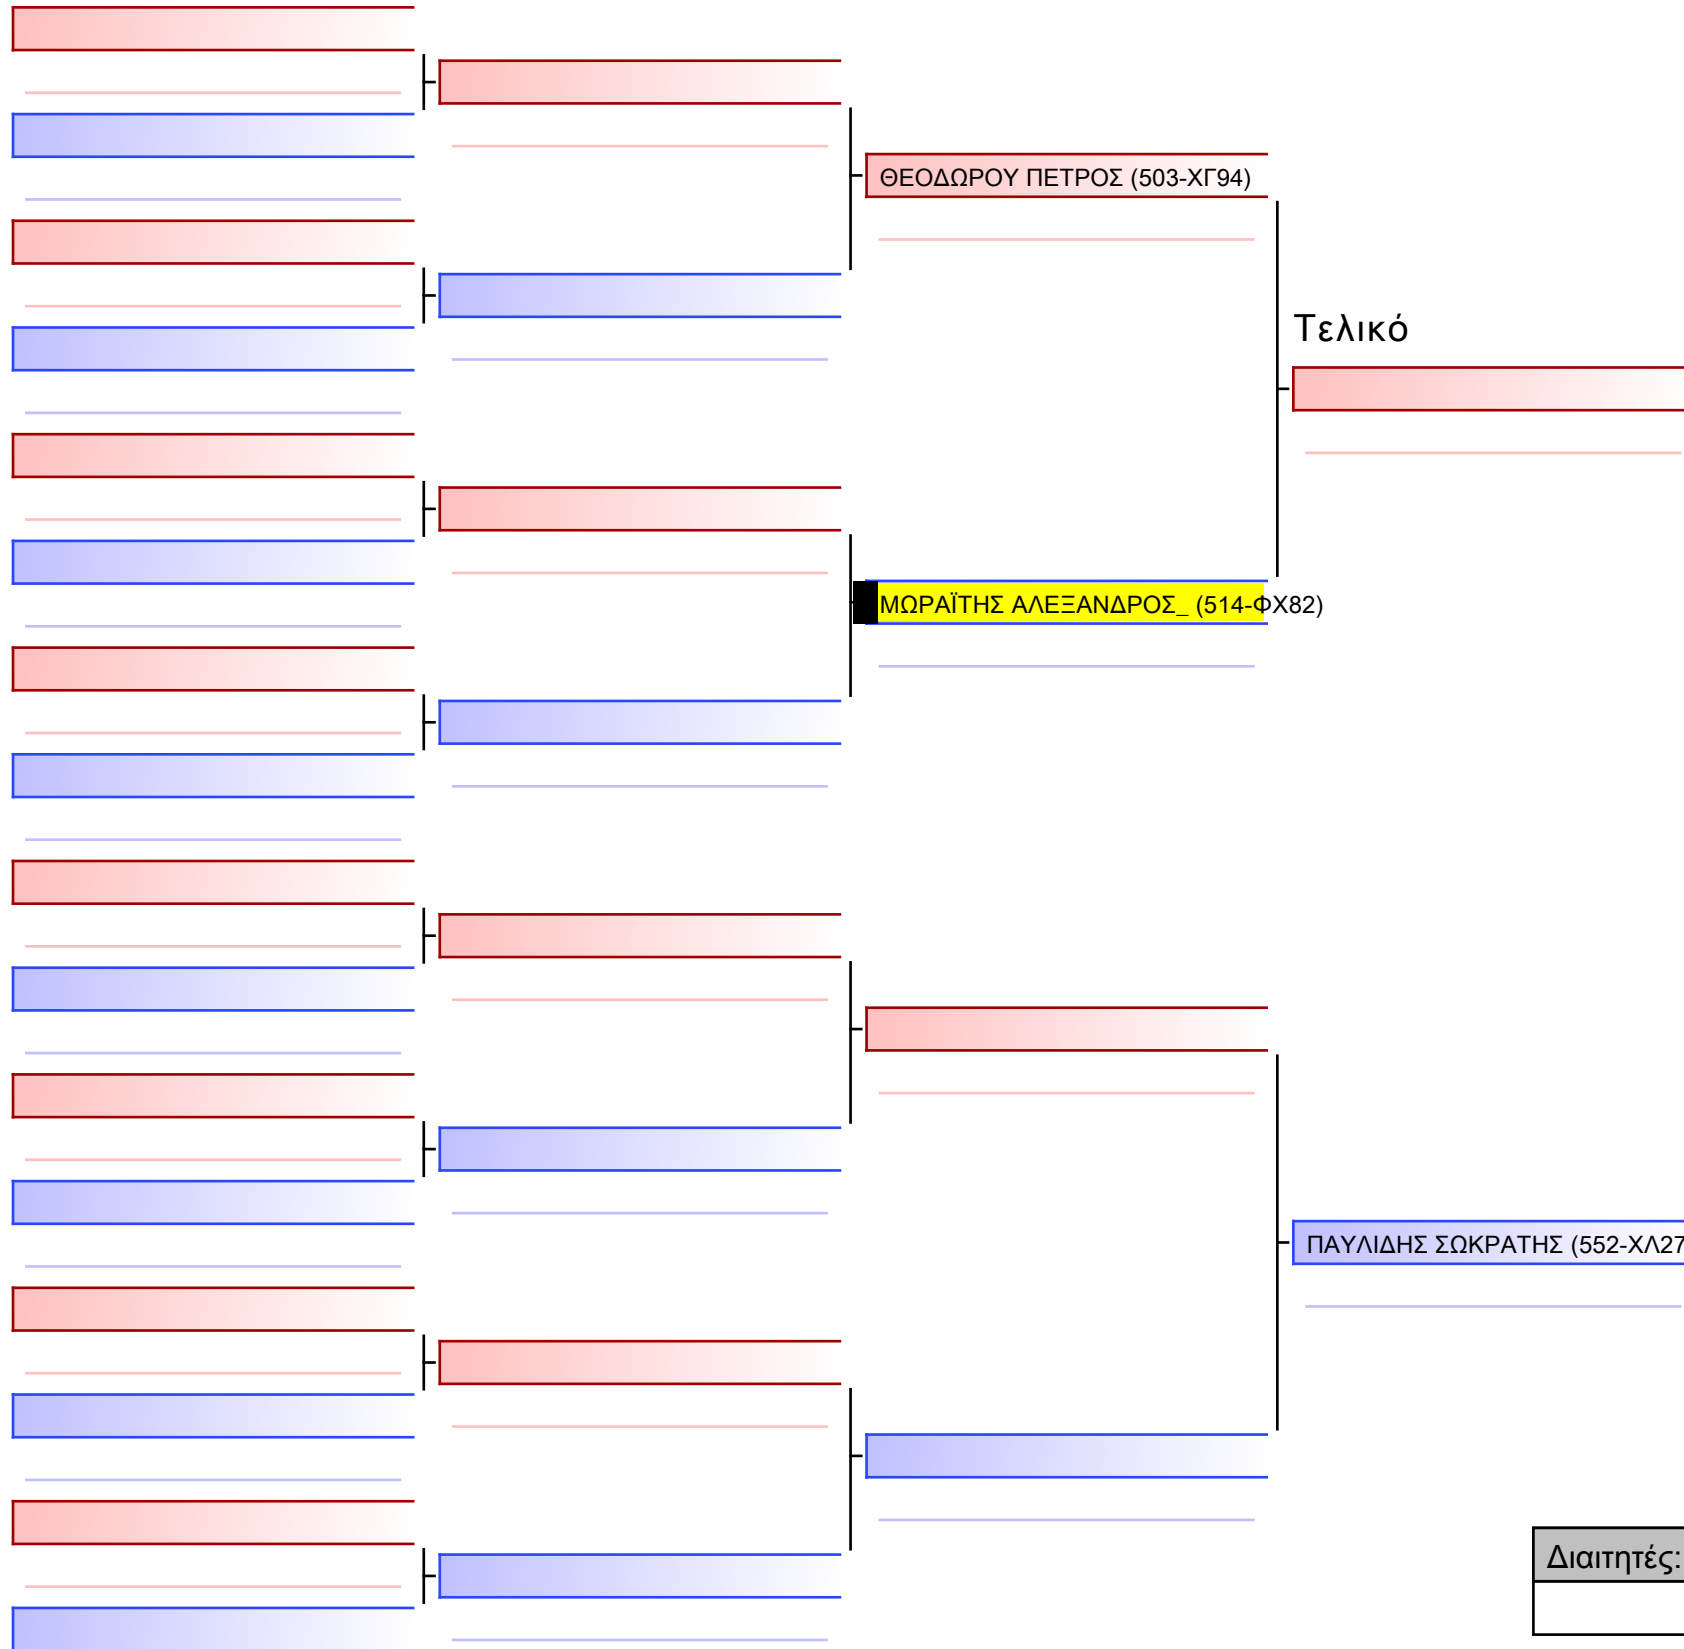 ΘΕΟΔΩΡΟΥ ΠΕΤΡΟΣ (503-ΧΓ94)
Τελικό
ΜΩΡΑΪΤΗΣ ΑΛΕΞΑΝΔΡΟΣ_ (514-ΦΧ82)
ΠΑΥΛΙΔΗΣ ΣΩΚΡΑΤΗΣ (552-ΧΛ27
Διαιτητές: